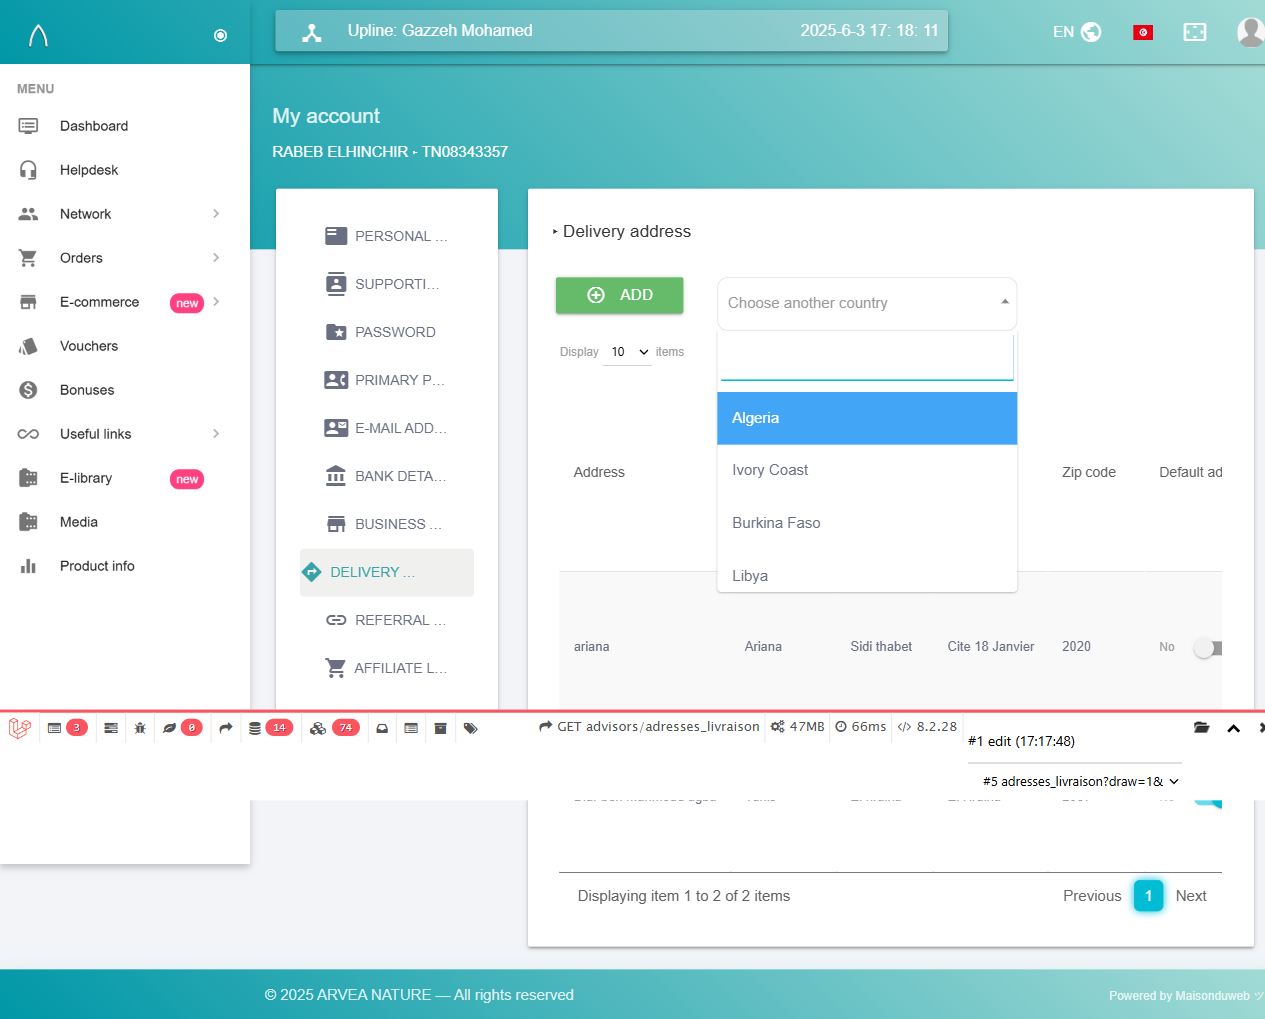 Upline: Gazzeh Mohamed
2025-6-3 17: 18: 11
EN
MENU
Dashboard
Helpdesk
Network
Orders
E-commerce
new
Vouchers
Bonuses
Useful links
E-library
new
Media
Product info
My account
RABEB ELHINCHIR - TN08343357
PERSONAL ...
SUPPORTI...
PASSWORD
PRIMARY P...
E-MAIL ADD...
BANK DETA...
BUSINESS ...
DELIVERY ...
REFERRAL ...
AFFILIATE L...
Delivery address
ADD
Choose another country
Display 10 items
Algeria
Ivory Coast
Burkina Faso
Libya
Address
Zip code
Default ad
ariana
Ariana
Sidi thabet
Cite 18 Janvier
2020
No
3
0
14
74
GET advisors/adresses_livraison
47MB
66ms
8.2.28
#1 edit (17:17:48)
#5 adresses_livraison?draw=1&
Displaying item 1 to 2 of 2 items
Previous
1
Next
© 2025 ARVEA NATURE — All rights reserved
Powered by Maisonduweb ツ